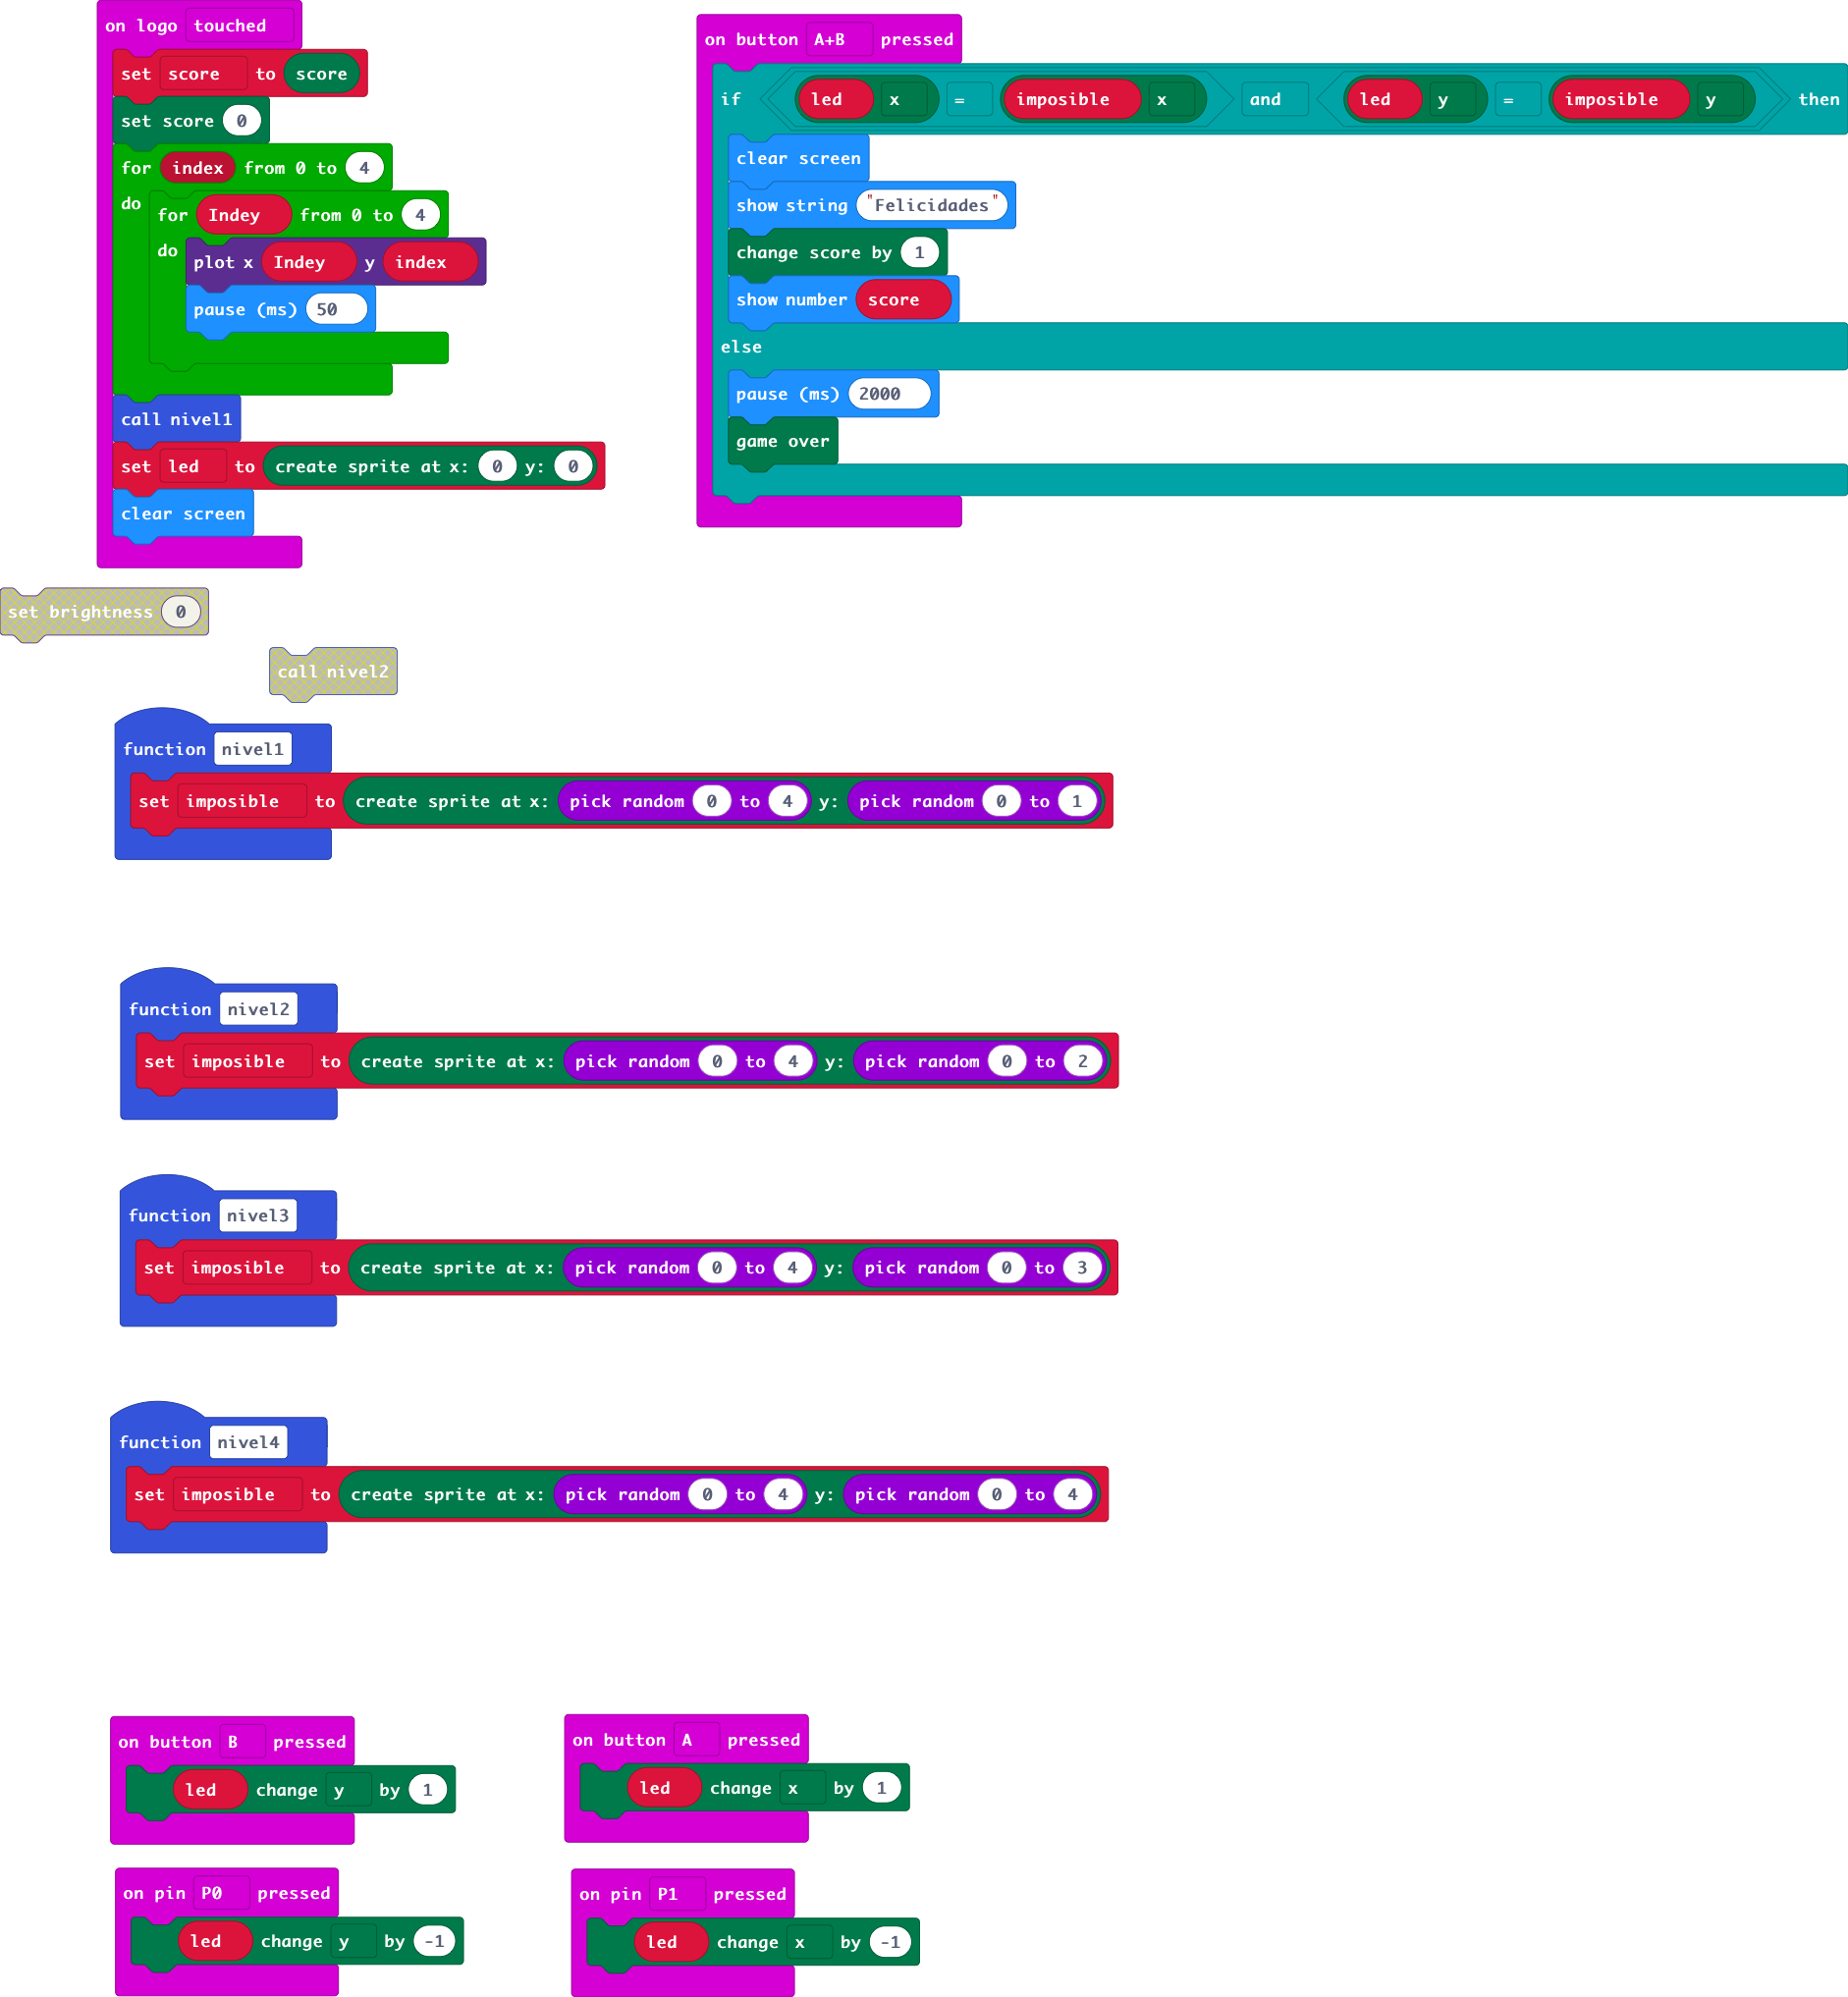 on logo touched
set score to score
set score 0
for index from 0 to 4
do
for Indey from 0 to 4
do
plot x Indey y index
pause (ms) 50
call nivel1
set led to create sprite at x: 0 y: 0
clear screen
on button A+B pressed
if led x = imposible x and led y = imposible y then
clear screen
show string "Felicidades"
change score by 1
show number score
else
pause (ms) 2000
game over
set brightness 0
call nivel2
function nivel1
set imposible to create sprite at x: pick random 0 to 4 y: pick random 0 to 1
function nivel2
set imposible to create sprite at x: pick random 0 to 4 y: pick random 0 to 2
function nivel3
set imposible to create sprite at x: pick random 0 to 4 y: pick random 0 to 3
function nivel4
set imposible to create sprite at x: pick random 0 to 4 y: pick random 0 to 4
on button B pressed
led change y by 1
on button A pressed
led change x by 1
on pin P0 pressed
led change y by -1
on pin P1 pressed
led change x by -1